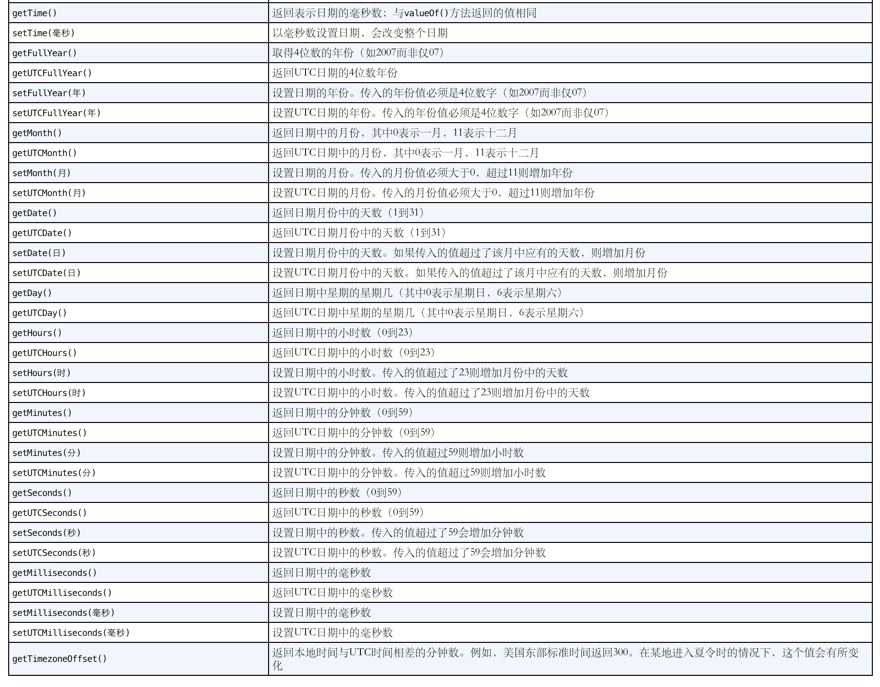 getTime() 返回表示日期的毫秒数；与valueOf()方法返回的值相同
setTime(毫秒) 以毫秒数设置日期，会改变整个日期
getFullYear() 取得4位数的年份（如2007而非仅07）
getUTCFullYear() 返回UTC日期的4位数年份
setFullYear(年) 设置日期的年份。传入的年份值必须是4位数字（如2007而非仅07）
setUTCFullYear(年) 设置UTC日期的年份。传入的年份值必须是4位数字（如2007而非仅07）
getMonth() 返回日期中的月份，其中0表示一月，11表示十二月
getUTCMonth() 返回UTC日期中的月份，其中0表示一月，11表示十二月
setMonth(月) 设置日期的月份。传入的月份值必须大于0，超过11则增加年份
setUTCMonth(月) 设置UTC日期的月份。传入的月份值必须大于0，超过11则增加年份
getDate() 返回日期月份中的天数（1到31）
getUTCDate() 返回UTC日期月份中的天数（1到31）
setDate(日) 设置日期月份中的天数。如果传入的值超过了该月中应有的天数，则增加月份
setUTCDate(日) 设置UTC日期月份中的天数。如果传入的值超过了该月中应有的天数，则增加月份
getDay() 返回日期中星期的星期几（其中0表示星期日，6表示星期六）
getUTCDay() 返回UTC日期中星期的星期几（其中0表示星期日，6表示星期六）
getHours() 返回日期中的小时数（0到23）
getUTCHours() 返回UTC日期中的小时数（0到23）
setHours(时) 设置日期中的小时数。传入的值超过了23则增加月份中的天数
setUTCHours(时) 设置UTC日期中的小时数。传入的值超过了23则增加月份中的天数
getMinutes() 返回日期中的分钟数（0到59）
getUTCMinutes() 返回UTC日期中的分钟数（0到59）
setMinutes(分) 设置日期中的分钟数。传入的值超过59则增加小时数
setUTCMinutes(分) 设置UTC日期中的分钟数。传入的值超过59则增加小时数
getSeconds() 返回日期中的秒数（0到59）
getUTCSeconds() 返回UTC日期中的秒数（0到59）
setSeconds(秒) 设置日期中的秒数。传入的值超过了59会增加分钟数
setUTCSeconds(秒) 设置UTC日期中的秒数。传入的值超过了59会增加分钟数
getMilliseconds() 返回日期中的毫秒数
getUTCMilliseconds() 返回UTC日期中的毫秒数
setMilliseconds(毫秒) 设置日期中的毫秒数
setUTCMilliseconds(毫秒) 设置UTC日期中的毫秒数
getTimezoneOffset() 返回本地时间与UTC时间相差的分钟数。例如，美国东部标准时间返回300。在某地进入夏令时的情况下，这个值会有所变
化